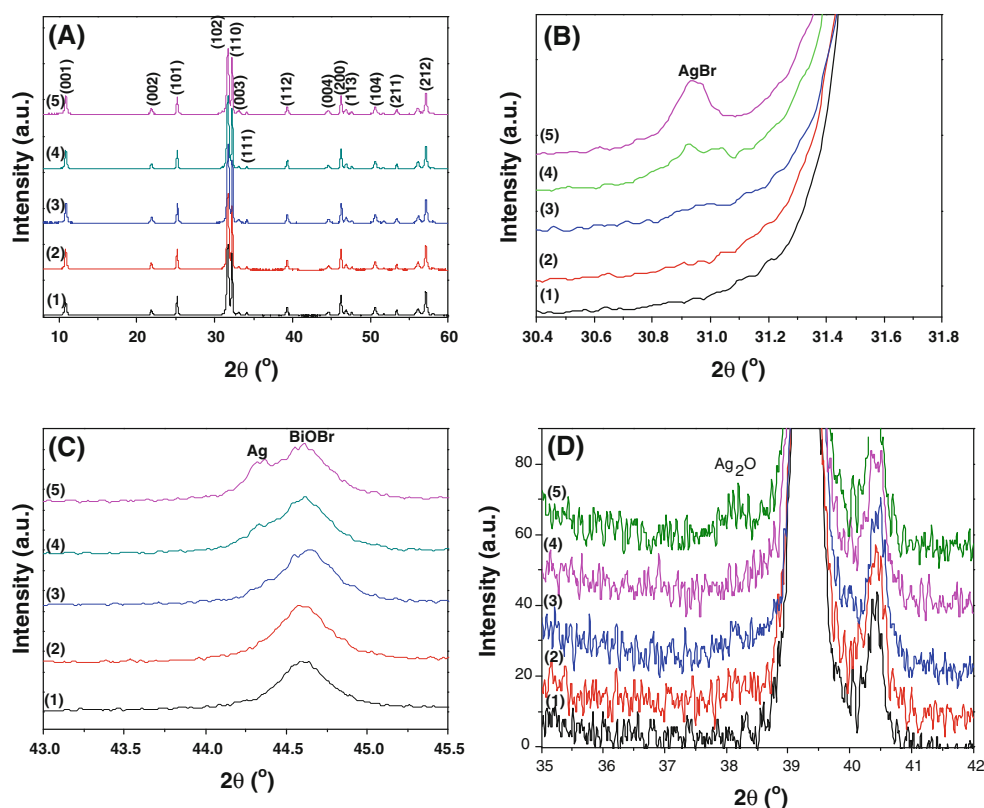 (A)
(001)
(002)
(101)
(102)
(110)
(003)
(111)
(112)
(004)
(200)
(113)
(104)
(211)
(212)
(5)
(4)
(3)
(2)
(1)
Intensity (a.u.)
10 20 30 40 50 60
2θ (o)
(B)
AgBr
(5)
(4)
(3)
(2)
(1)
Intensity (a.u.)
30.4 30.6 30.8 31.0 31.2 31.4 31.6 31.8
2θ (o)
(C)
BiOBr
Ag
(5)
(4)
(3)
(2)
(1)
Intensity (a.u.)
43.0 43.5 44.0 44.5 45.0 45.5
2θ (o)
(D)
Ag2O
80
60
40
20
0
(5)
(4)
(3)
(2)
(1)
Intensity (a.u.)
35 36 37 38 39 40 41 42
2θ (o)